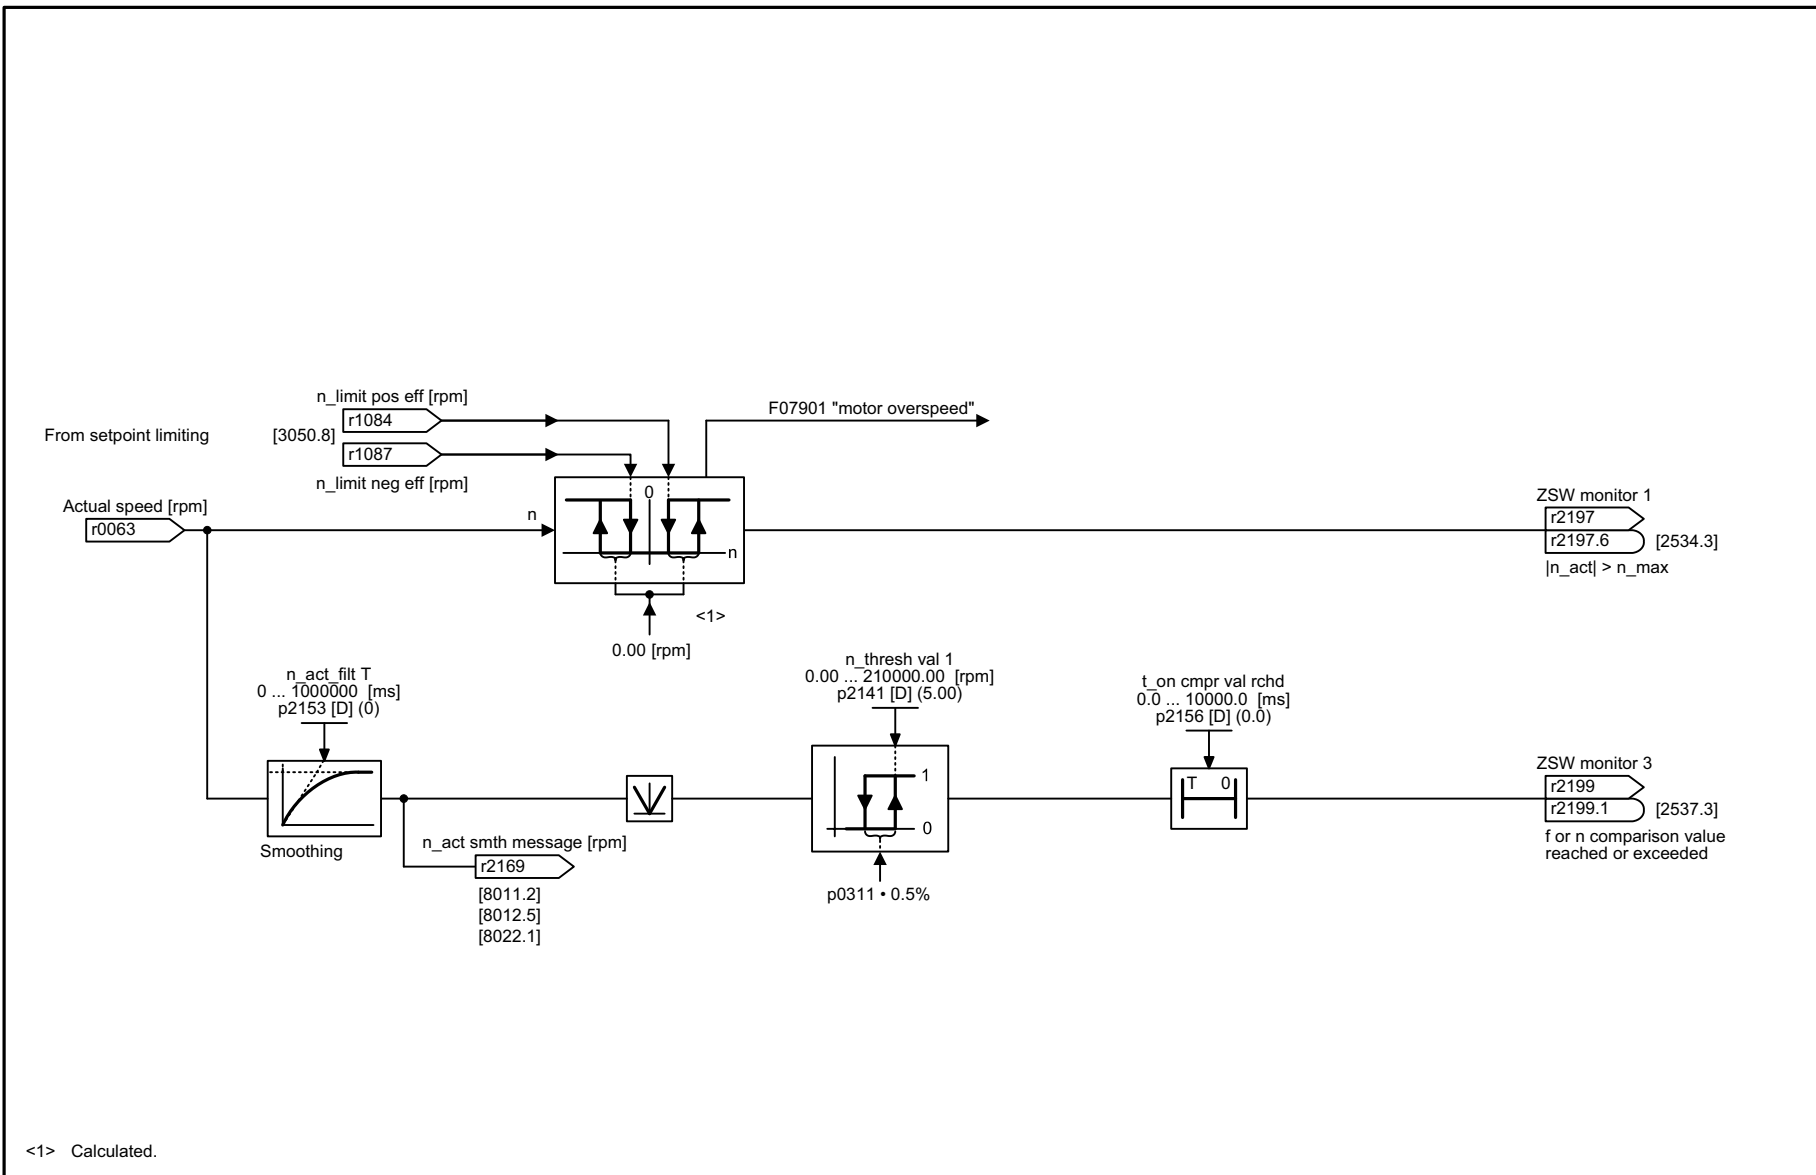 n_limit pos eff [rpm]
r1084
F07901 "motor overspeed"
From setpoint limiting
[3050.8]
r1087
n_limit neg eff [rpm]
Actual speed [rpm]
r0063
n
0
n
ZSW monitor 1
r2197
r2197.6
[2534.3]
|n_act| > n_max
<1>
0.00 [rpm]
n_act_filt T
0 ... 1000000 [ms]
p2153 [D] (0)
n_thresh val 1
0.00 ... 210000.00 [rpm]
p2141 [D] (5.00)
t_on cmpr val rchd
0.0 ... 10000.0 [ms]
p2156 [D] (0.0)
1
0
T 0
ZSW monitor 3
r2199
r2199.1
[2537.3]
f or n comparison value
reached or exceeded
Smoothing
n_act smth message [rpm]
r2169
[8011.2]
[8012.5]
[8022.1]
p0311 • 0.5%
<1> Calculated.